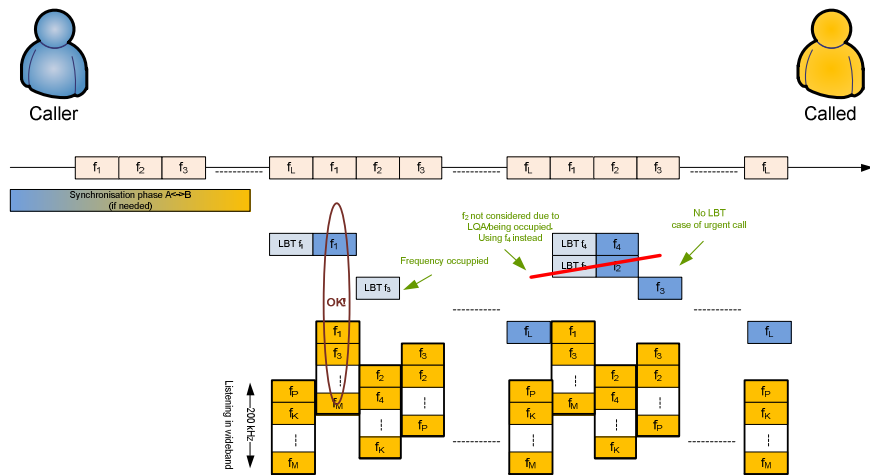 Caller
Called
f1 f2 f3 fL f1 f2 f3 fL f1 f2 f3 fL
Synchronisation phase A<->B
(if needed)
f2 not considered due to
LQA/being occupied.
Using f4 instead
No LBT
case of urgent call
LBT f1 f1
LBT f4 f4
LBT f2 f2
Frequency occuppied
LBT f3
f3
OK!
fL
fL
f1
f3
fM
f2
f4
fK
f3
f2
fP
fP
fK
fM
f1
f3
fM
f2
f4
fK
f3
f2
fP
fP
fK
fM
fP
fK
fM
Listening in wideband
~200 kHz